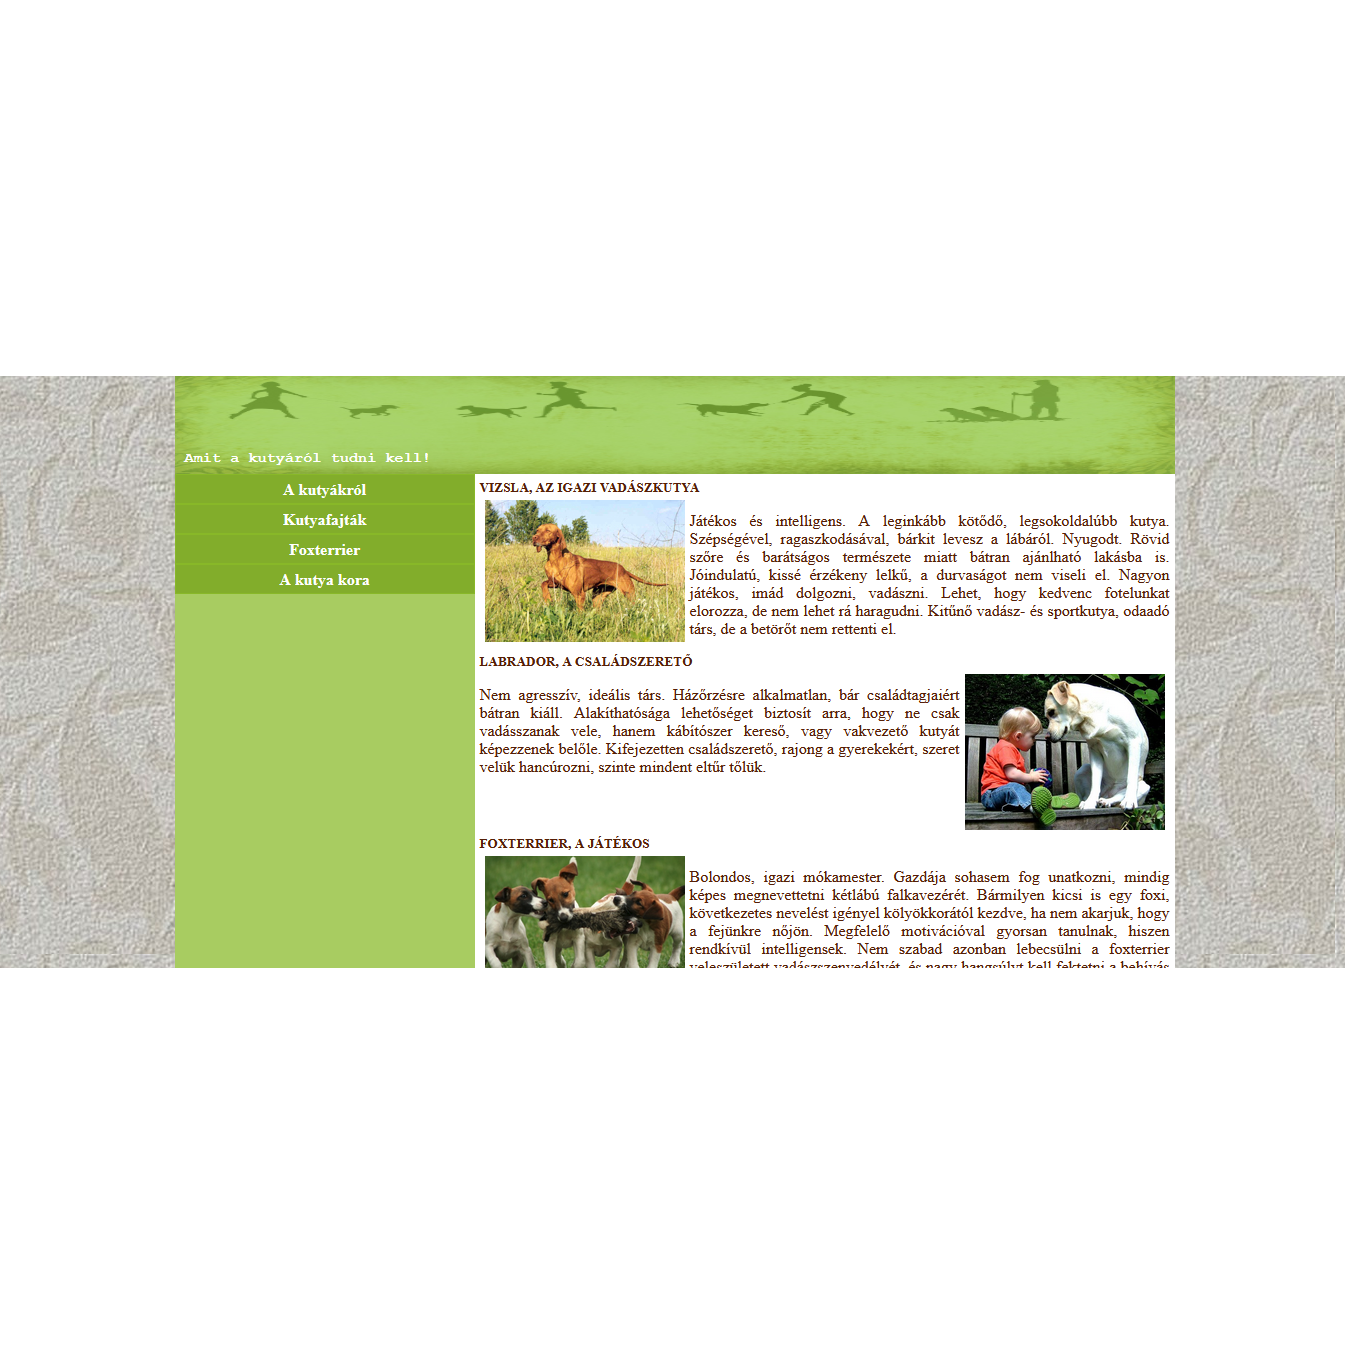 Amit a kutyáról tudni kell!
A kutyákról
Kutyafajták
Foxterrier
A kutya kora
VIZSLA, AZ IGAZI VADÁSZKUTYA
Játékos és intelligens. A leginkább kötődő, legsokoldalúbb kutya.
Szépségével, ragaszkodásával, bárkit levesz a lábáról. Nyugodt. Rövid
szőre és barátságos természete miatt bátran ajánlható lakásba is.
Jóindulatú, kissé érzékeny lelkű, a durvaságot nem viseli el. Nagyon
játékos, imád dolgozni, vadászni. Lehet, hogy kedvenc fotelunkat
elorozza, de nem lehet rá haragudni. Kitűnő vadász- és sportkutya, odaadó
társ, de a betörőt nem rettenti el.
LABRADOR, A CSALÁDSZERETŐ
Nem agresszív, ideális társ. Házőrzésre alkalmatlan, bár családtagjaiért
bátran kiáll. Alakíthatósága lehetőséget biztosít arra, hogy ne csak
vadásszanak vele, hanem kábítószer kereső, vagy vakvezető kutyát
képezzenek belőle. Kifejezetten családszerető, rajong a gyerekekért, szeret
velük hancúrozni, szinte mindent eltűr tőlük.
FOXTERRIER, A JÁTÉKOS
Bolondos, igazi mókamester. Gazdája sohasem fog unatkozni, mindig
képes megnevettetni kétlábú falkavezérét. Bármilyen kicsi is egy foxi,
következetes nevelést igényel kölyökkorától kezdve, ha nem akarjuk, hogy
a fejünkre nőjön. Megfelelő motivációval gyorsan tanulnak, hiszen
rendkívül intelligensek. Nem szabad azonban lebecsülni a foxterrier
veleszületett vadászszenvedélyét, és nagy hangsúlyt kell fektetni a behívás